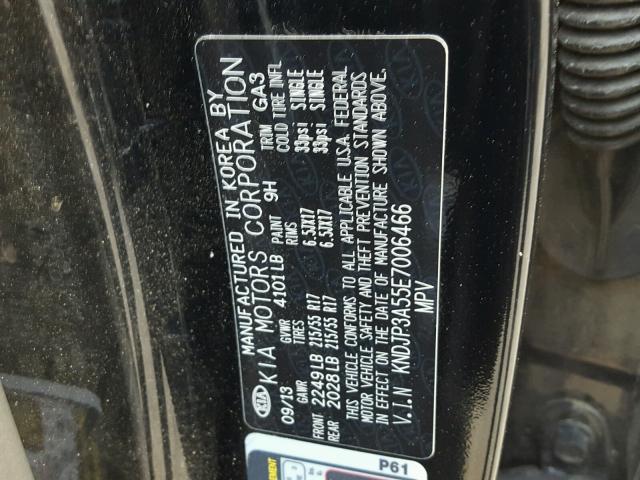 MANUFACTURED IN KOREA BY
KIA KIA MOTORS CORPORATION
09/13 GVWR 4101LB PAINT 9H TRIM GA3
GAWR TIRES RIMS COLD TIRE INFL
FRONT 2249LB 215/55 R17 6.5JX17 33psi SINGLE
REAR 2028LB 215/55 R17 6.5JX17 33psi SINGLE
THIS VEHICLE CONFORMS TO ALL APPLICABLE U.S.A. FEDERAL
MOTOR VEHICLE SAFETY AND THEFT PREVENTION STANDARDS
IN EFFECT ON THE DATE OF MANUFACTURE SHOWN ABOVE.
V.I.N KNDJP3A55E7006466
MPV
P61